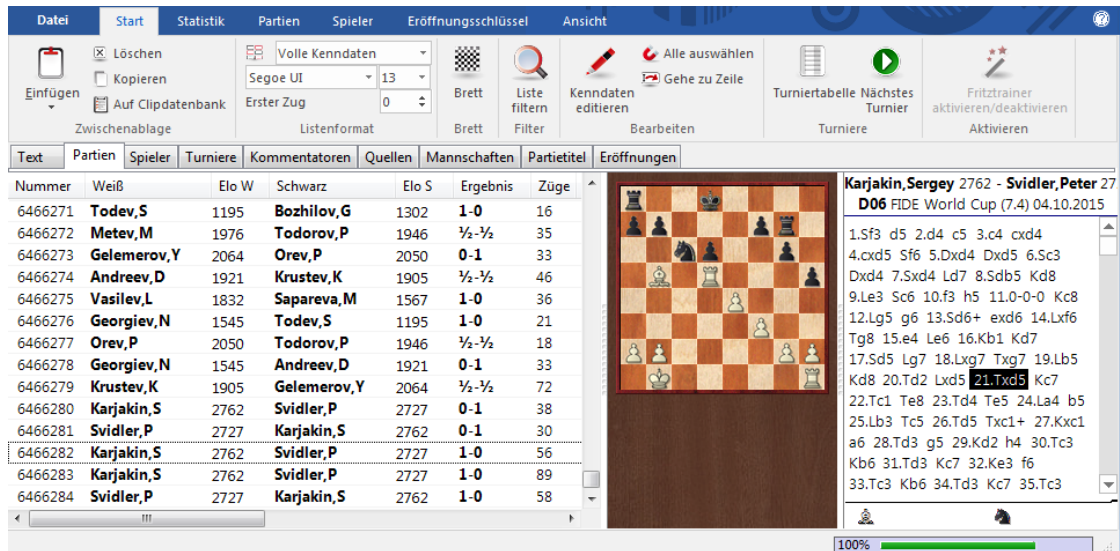 Datei Start Statistik Partien Spieler Eröffnungsschlüssel Ansicht
Einfügen
Löschen
Kopieren
Auf Clipdatenbank
Zwischenablage
Volle Kenndaten
Segoe UI 13
Erster Zug 0
Listenformat
Brett
Brett
Liste filtern
Filter
Kenndaten editieren
Alle auswählen
Gehe zu Zeile
Bearbeiten
Turniertabelle
Nächstes Turnier
Turniere
Fritztrainer aktivieren/deaktivieren
Aktivieren
Text Partien Spieler Turniere Kommentatoren Quellen Mannschaften Partietitel Eröffnungen
Nummer Weiß Elo W Schwarz Elo S Ergebnis Züge
6466271 Todev,S 1195 Bozhilov,G 1302 1-0 16
6466272 Metev,M 1976 Todorov,P 1946 ½-½ 35
6466273 Gelemerov,Y 2064 Orev,P 2050 0-1 33
6466274 Andreev,D 1921 Krustev,K 1905 ½-½ 46
6466275 Vasilev,L 1832 Sapareva,M 1567 1-0 36
6466276 Georgiev,N 1545 Todev,S 1195 1-0 21
6466277 Orev,P 2050 Todorov,P 1946 ½-½ 18
6466278 Georgiev,N 1545 Andreev,D 1921 0-1 33
6466279 Krustev,K 1905 Gelemerov,Y 2064 ½-½ 72
6466280 Karjakin,S 2762 Svidler,P 2727 0-1 38
6466281 Svidler,P 2727 Karjakin,S 2762 0-1 30
6466282 Karjakin,S 2762 Svidler,P 2727 1-0 56
6466283 Karjakin,S 2762 Svidler,P 2727 1-0 89
6466284 Svidler,P 2727 Karjakin,S 2762 1-0 58
Karjakin,Sergey 2762 - Svidler,Peter 27
D06 FIDE World Cup (7.4) 04.10.2015
1.Sf3 d5 2.d4 c5 3.c4 cxd4
4.cxd5 Sf6 5.Dxd4 Dxd5 6.Sc3
Dxd4 7.Sxd4 Ld7 8.Sdb5 Kd8
9.Le3 Sc6 10.f3 h5 11.0-0-0 Kc8
12.Lg5 g6 13.Sd6+ exd6 14.Lxf6
Tg8 15.e4 Le6 16.Kb1 Kd7
17.Sd5 Lg7 18.Lxg7 Txg7 19.Lb5
Kd8 20.Td2 Lxd5 21.Txd5 Kc7
22.Tc1 Te8 23.Td4 Te5 24.La4 b5
25.Lb3 Tc5 26.Td5 Txc1+ 27.Kxc1
a6 28.Td3 g5 29.Kd2 h4 30.Tc3
Kb6 31.Td3 Kc7 32.Ke3 f6
33.Tc3 Kb6 34.Td3 Kc7 35.Tc3
100%